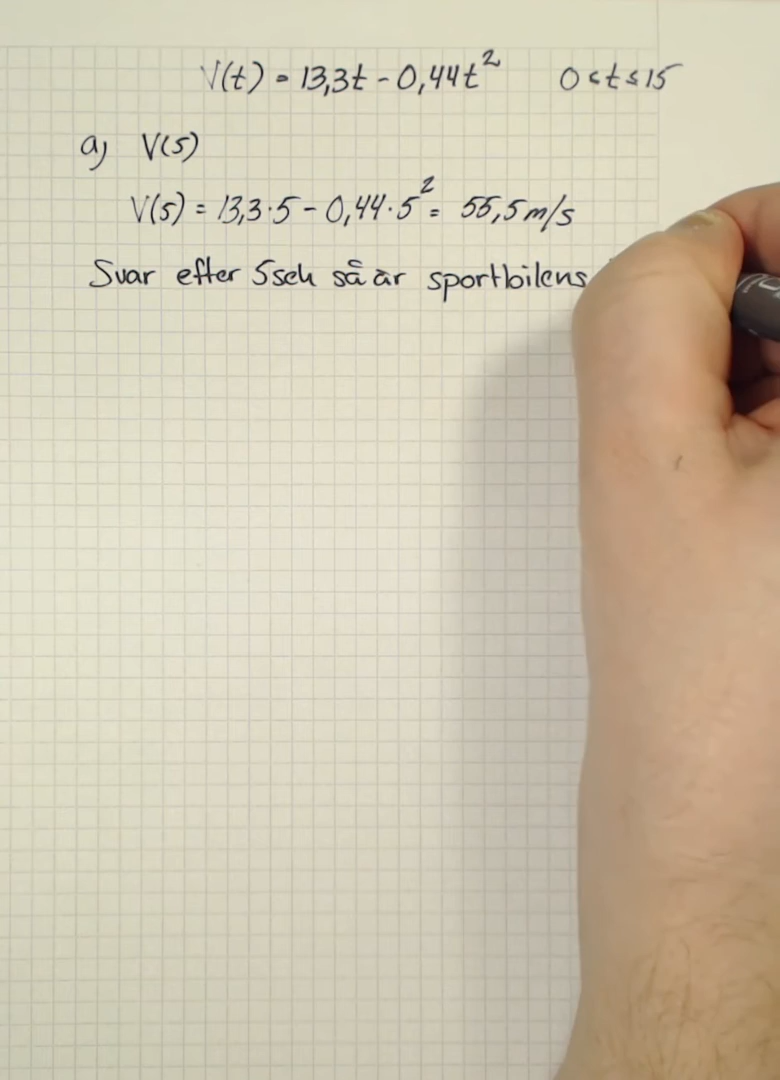 V(t) = 13,3t - 0,44t² 0 < t ≤ 15
a) V(5)
V(5) = 13,3·5 - 0,44·5² = 55,5 m/s
Svar efter 5sek så är sportbilens